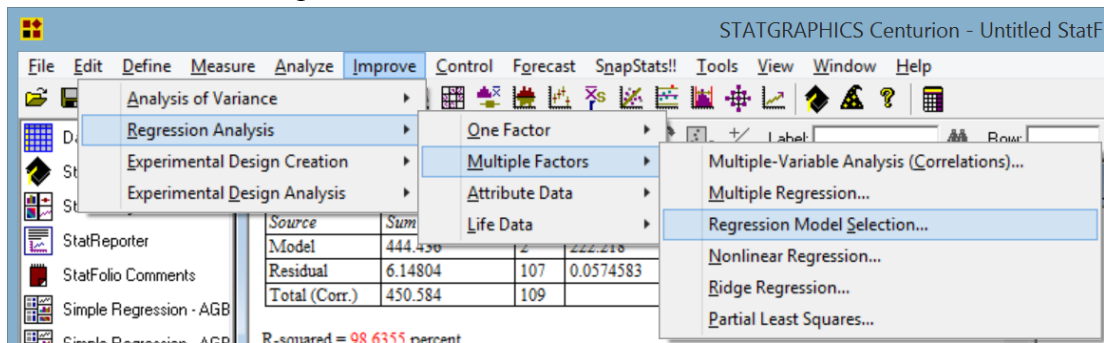 STATGRAPHICS Centurion - Untitled StatF
File Edit Define Measure Analyze Improve Control Forecast SnapStats!! Tools View Window Help
Analysis of Variance
Regression Analysis
Experimental Design Creation
Experimental Design Analysis
One Factor
Multiple Factors
Attribute Data
Life Data
Label: Row:
Multiple-Variable Analysis (Correlations)...
Multiple Regression...
Regression Model Selection...
Nonlinear Regression...
Ridge Regression...
Partial Least Squares...
StatReporter
StatFolio Comments
Simple Regression - AGB
Simple Regression - AGB
Source Sum
Model 444.436 2 222.218
Residual 6.14804 107 0.0574583
Total (Corr.) 450.584 109
R-squared = 98.6355 percent